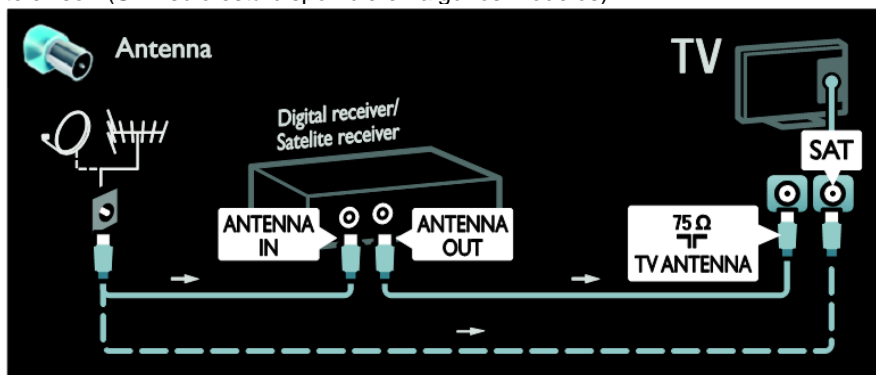 Antenna
TV
Digital receiver/
Satelite receiver
SAT
ANTENNA
IN
ANTENNA
OUT
75 Ω
TV ANTENNA